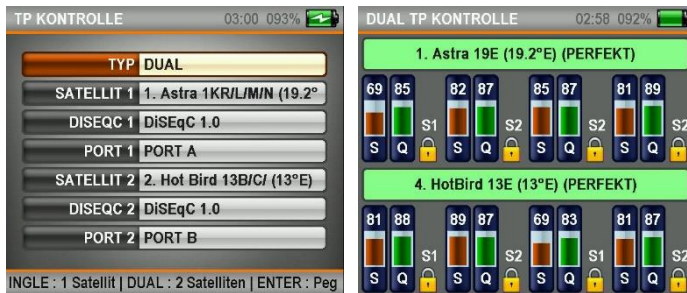 TP KONTROLLE 03:00 093%
TYP DUAL
SATELLIT 1 1. Astra 1KR/L/M/N (19.2°
DISEQC 1 DiSEqC 1.0
PORT 1 PORT A
SATELLIT 2 2. Hot Bird 13B/C/ (13°E)
DISEQC 2 DiSEqC 1.0
PORT 2 PORT B
INGLE : 1 Satellit | DUAL : 2 Satelliten | ENTER : Peg
DUAL TP KONTROLLE 02:58 092%
1. Astra 19E (19.2°E) (PERFEKT)
69 85 82 87 85 87 81 89
S1 S2 S2 S2
S Q S Q S Q S Q
4. HotBird 13E (13°E) (PERFEKT)
81 88 89 87 69 83 81 87
S1 S2 S1 S2
S Q S Q S Q S Q